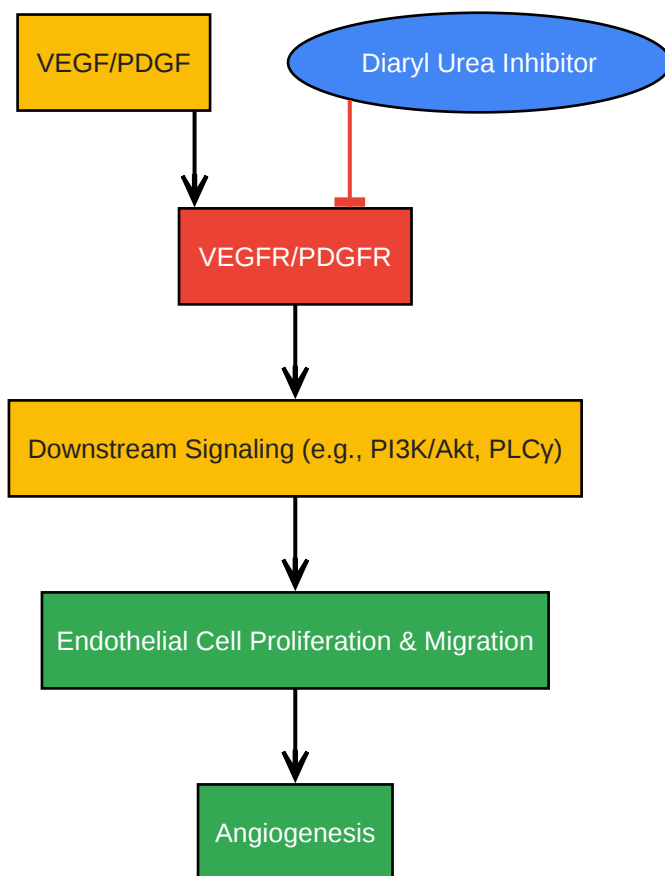 VEGF/PDGF
Diaryl Urea Inhibitor
VEGFR/PDGFR
Downstream Signaling (e.g., PI3K/Akt, PLCγ)
Endothelial Cell Proliferation & Migration
Angiogenesis